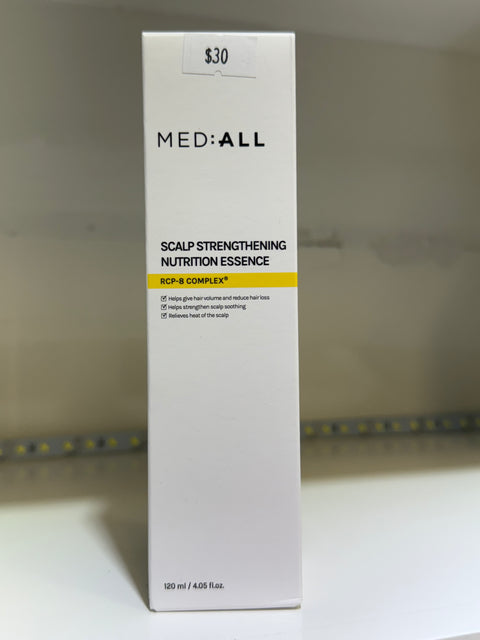 $30
MED:ALL
SCALP STRENGTHENING
NUTRITION ESSENCE
RCP-8 COMPLEX®
☑ Helps give hair volume and reduce hair loss
☑ Helps strengthen scalp soothing
☑ Relieves heat of the scalp
120 ml / 4.05 fl.oz.